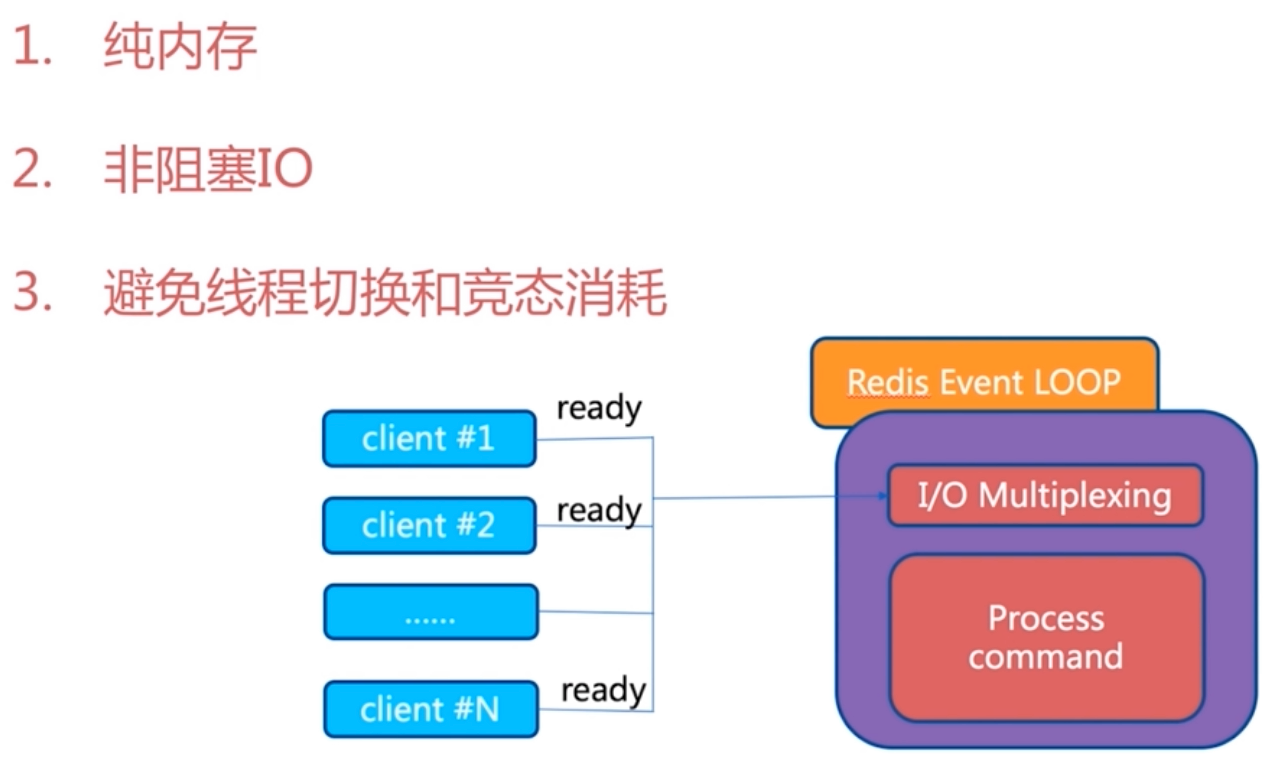 1. 纯内存
2. 非阻塞IO
3. 避免线程切换和竞态消耗
Redis Event LOOP
ready
client #1
I/O Multiplexing
ready
client #2
......
Process
command
ready
client #N